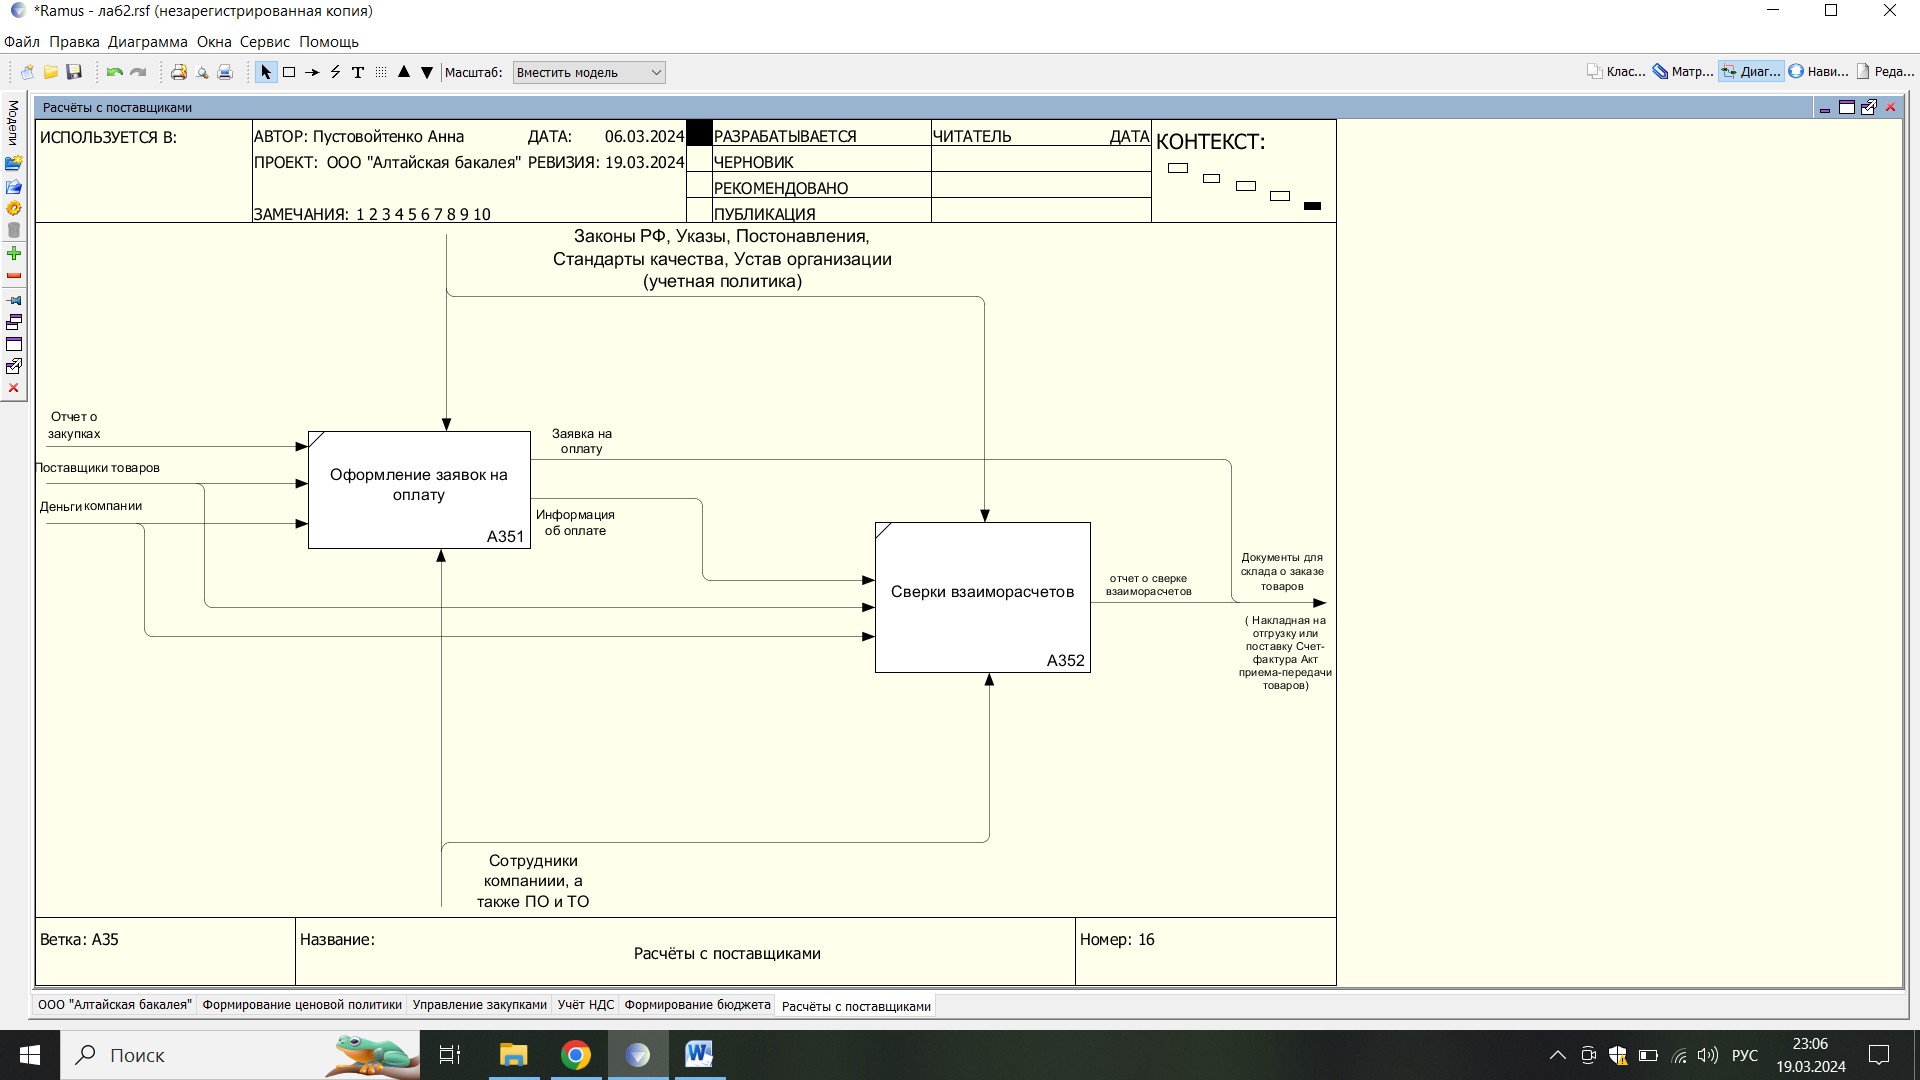 *Ramus - лаб2.rsf (незарегистрированная копия)
Файл Правка Диаграмма Окна Сервис Помощь
Масштаб: Вместить модель
Клас... Матр... Диаг... Нави... Реда...
Модели
Расчёты с поставщиками
ИСПОЛЬЗУЕТСЯ В:
АВТОР: Пустовойтенко Анна ДАТА: 06.03.2024
ПРОЕКТ: ООО "Алтайская бакалея" РЕВИЗИЯ: 19.03.2024
ЗАМЕЧАНИЯ: 1 2 3 4 5 6 7 8 9 10
РАЗРАБАТЫВАЕТСЯ
ЧЕРНОВИК
РЕКОМЕНДОВАНО
ПУБЛИКАЦИЯ
ЧИТАТЕЛЬ ДАТА
КОНТЕКСТ:
Законы РФ, Указы, Постонавления,
Стандарты качества, Устав организации
(учетная политика)
Отчет о
закупках
Поставщики товаров
Деньги компании
Оформление заявок на
оплату
A351
Заявка на
оплату
Информация
об оплате
Сверки взаиморасчетов
A352
отчет о сверке
взаиморасчетов
Документы для
склада о заказе
товаров
( Накладная на
отгрузку или
поставку Счет-
фактура Акт
приема-передачи
товаров)
Сотрудники
компаниии, а
также ПО и ТО
Ветка: A35
Название:
Расчёты с поставщиками
Номер: 16
ООО "Алтайская бакалея" Формирование ценовой политики Управление закупками Учёт НДС Формирование бюджета Расчёты с поставщиками
Поиск
РУС
23:06
19.03.2024